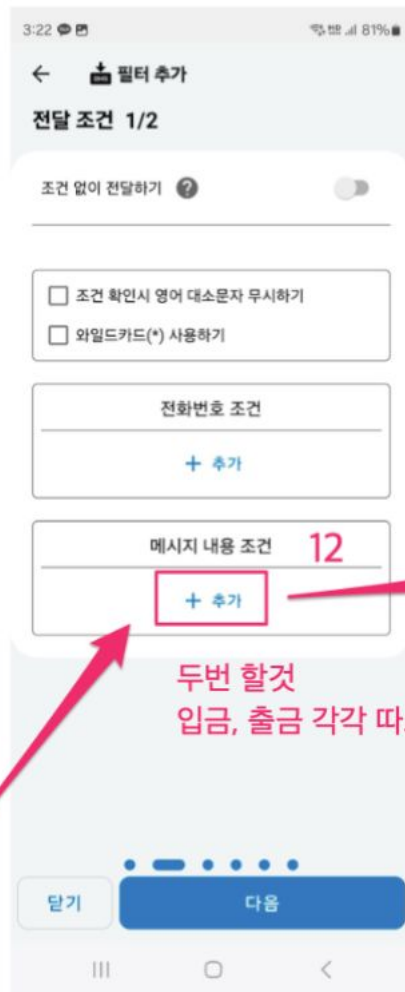 3:22 81%
필터 추가
전달 조건 1/2
조건 없이 전달하기 ?
조건 확인시 영어 대소문자 무시하기
와일드카드(*) 사용하기
전화번호 조건
+ 추가
메시지 내용 조건 12
+ 추가
두번 할것
입금, 출금 각각
닫기 다음